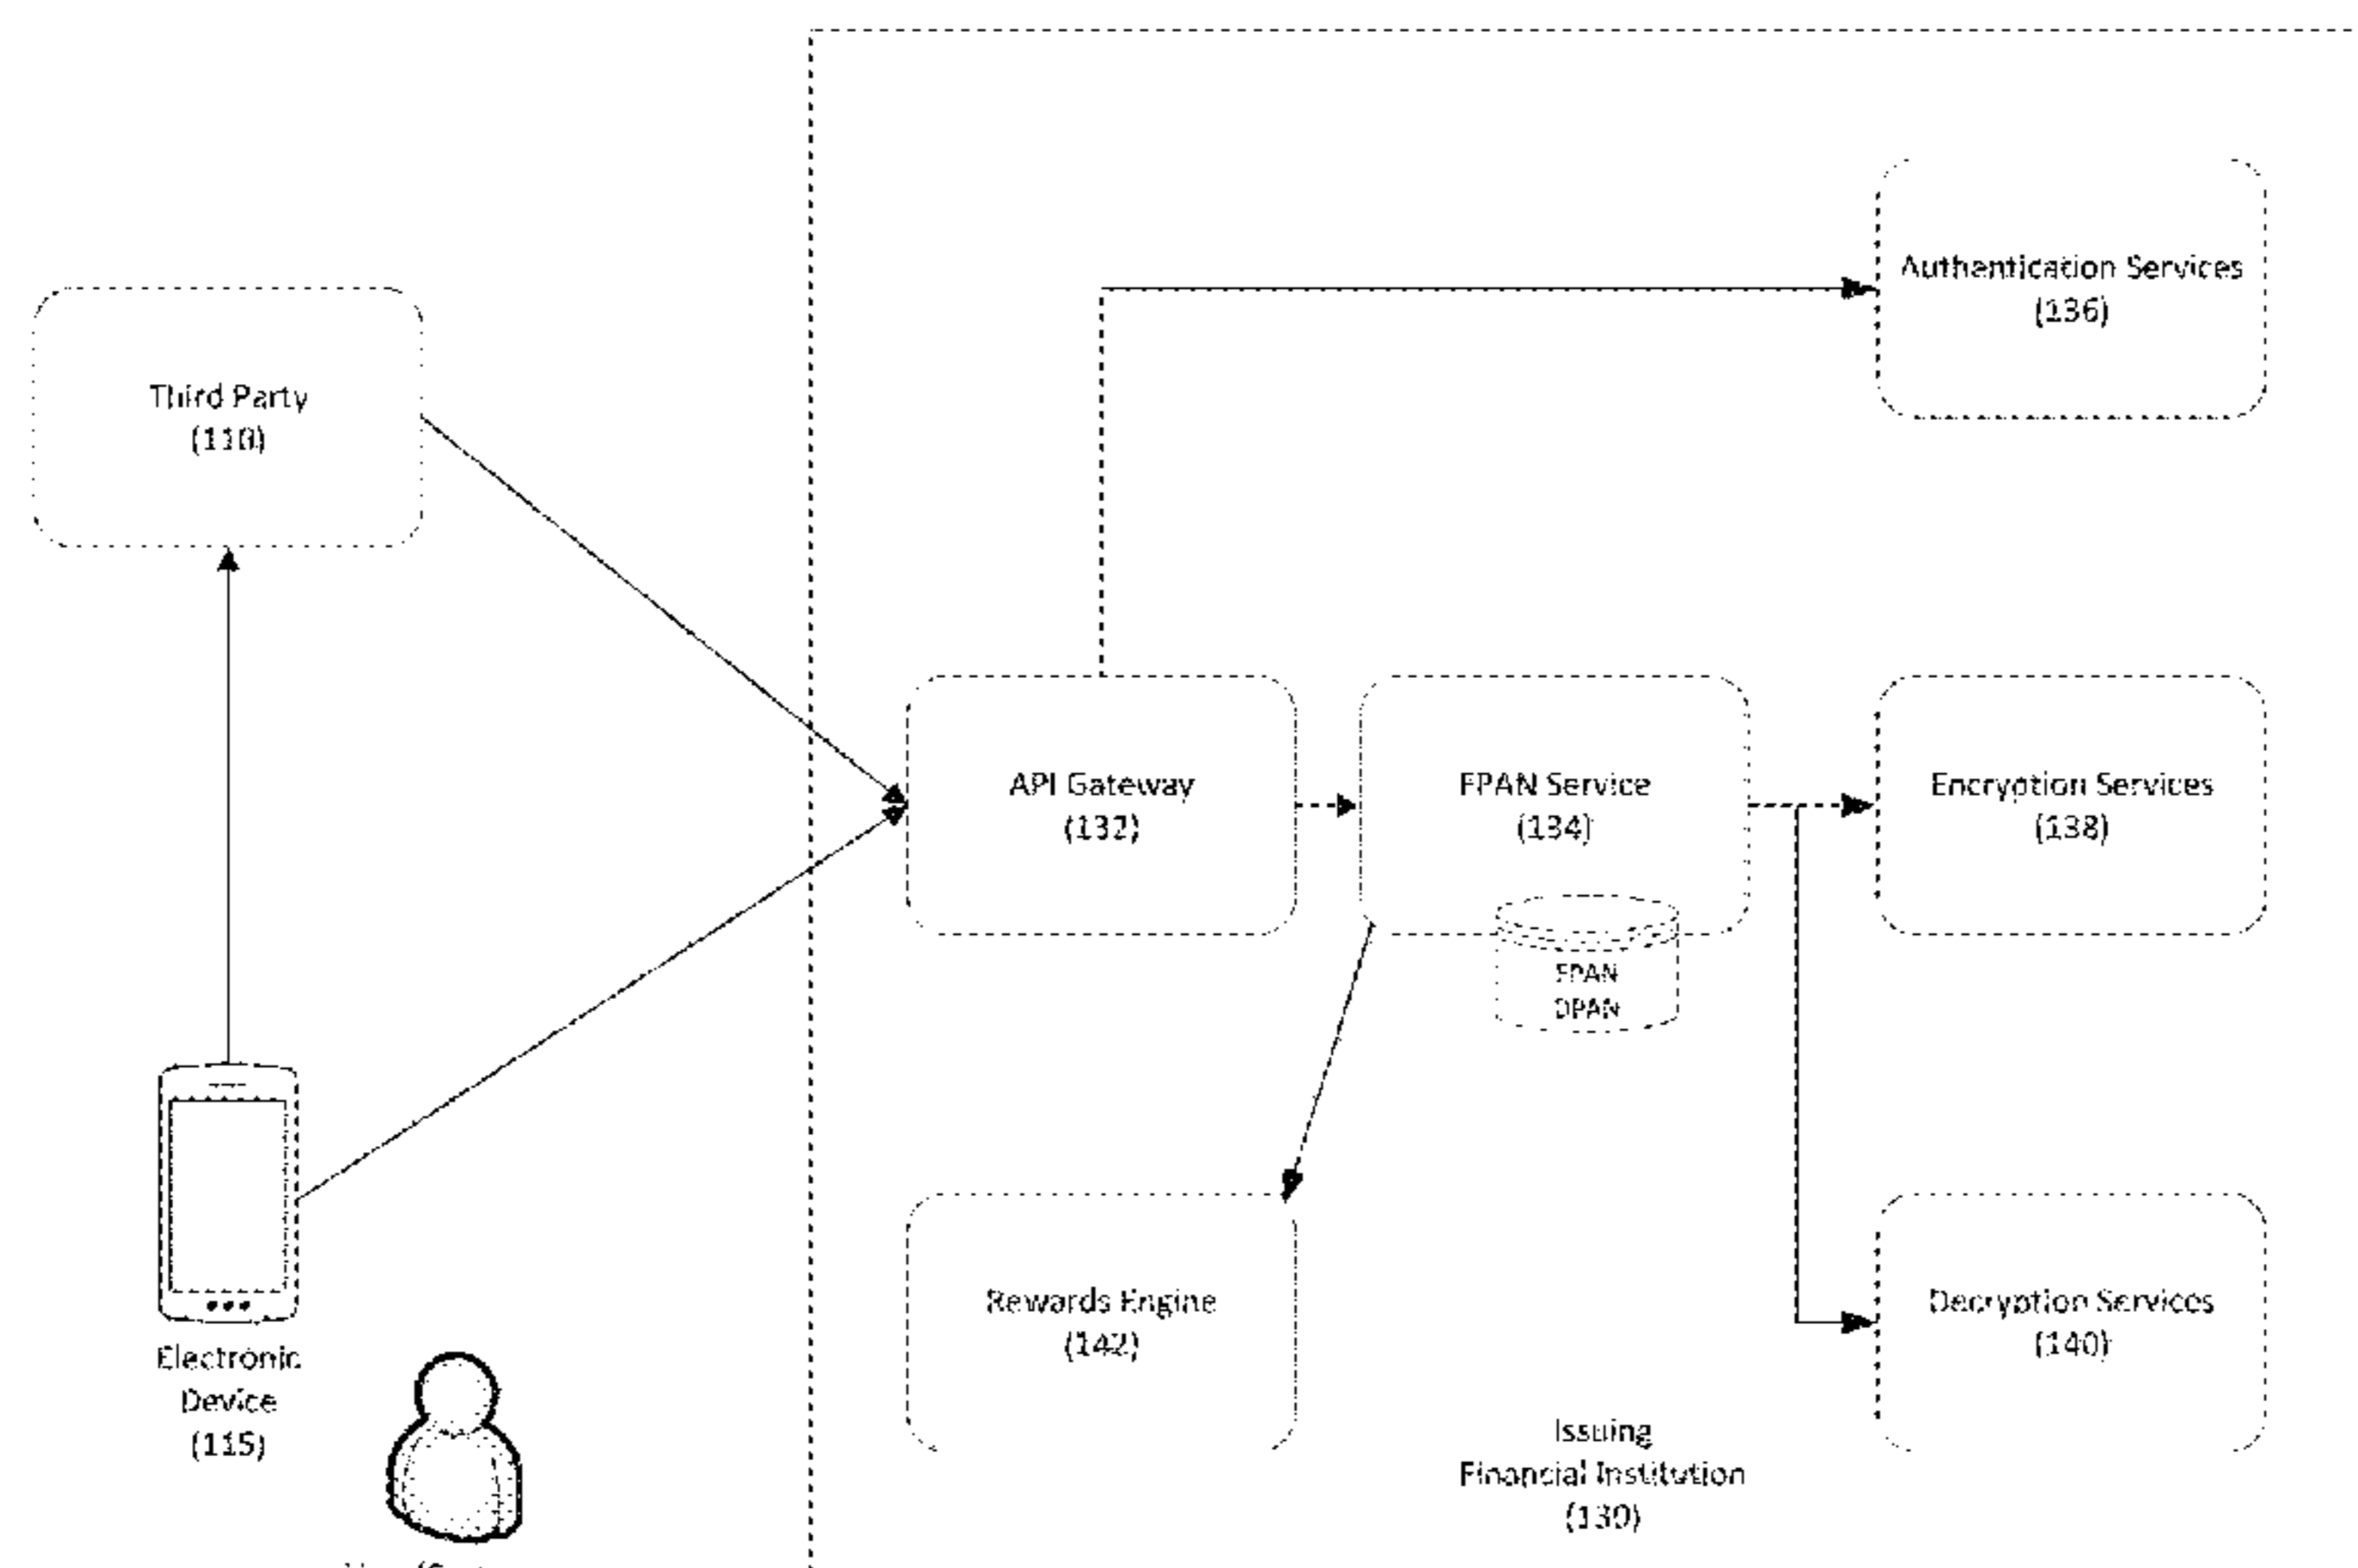 Authentication Services
(136)
Third Party
(110)
API Gateway
(132)
FPAN Service
(134)
Encryption Services
(138)
FPAN
DPAN
Rewards Engine
(142)
Decryption Services
(140)
Electronic
Device
(115)
Issuing
Financial Institution
(130)